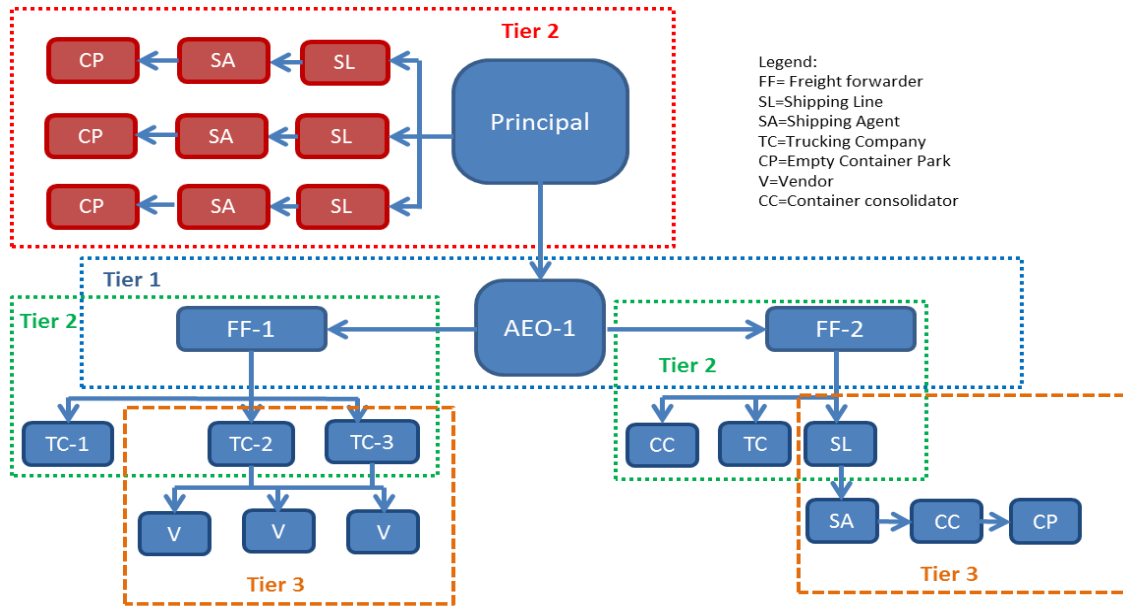 Tier 2
CP
SA
SL
Principal
CP
SA
SL
CP
SA
SL
Legend:
FF= Freight forwarder
SL=Shipping Line
SA=Shipping Agent
TC=Trucking Company
CP=Empty Container Park
V=Vendor
CC=Container consolidator
Tier 1
Tier 2
FF-1
AEO-1
FF-2
Tier 2
TC-1
TC-2
TC-3
CC
TC
SL
V
V
V
SA
CC
CP
Tier 3
Tier 3